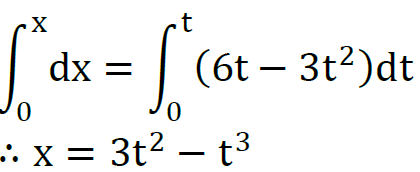 ∫₀ˣ dx = ∫₀ᵗ (6t − 3t²)dt
∴ x = 3t² − t³